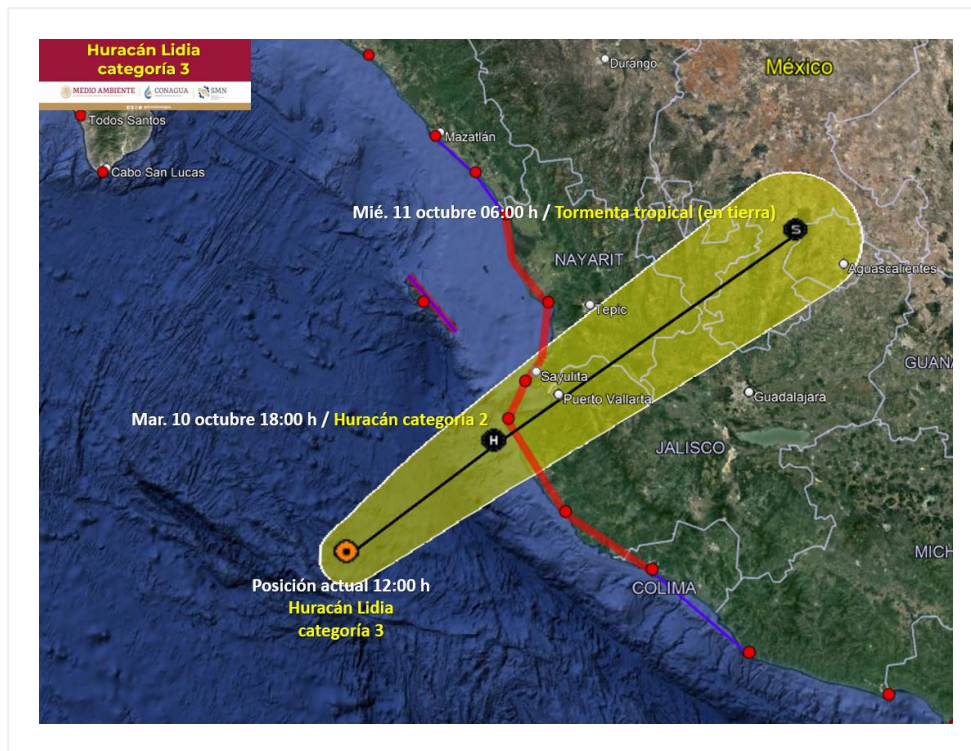 Huracán Lidia
categoría 3
MEDIO AMBIENTE
CONAGUA
SMN
Durango
México
Todos Santos
Mazatlán
Cabo San Lucas
Mié. 11 octubre 06:00 h / Tormenta tropical (en tierra)
S
NAYARIT
Aguascalientes
Tepic
GUAN
Sayulita
Puerto Vallarta
Guadalajara
Mar. 10 octubre 18:00 h / Huracán categoría 2
H
JALISCO
MICH
Posición actual 12:00 h
COLIMA
Huracán Lidia
categoría 3